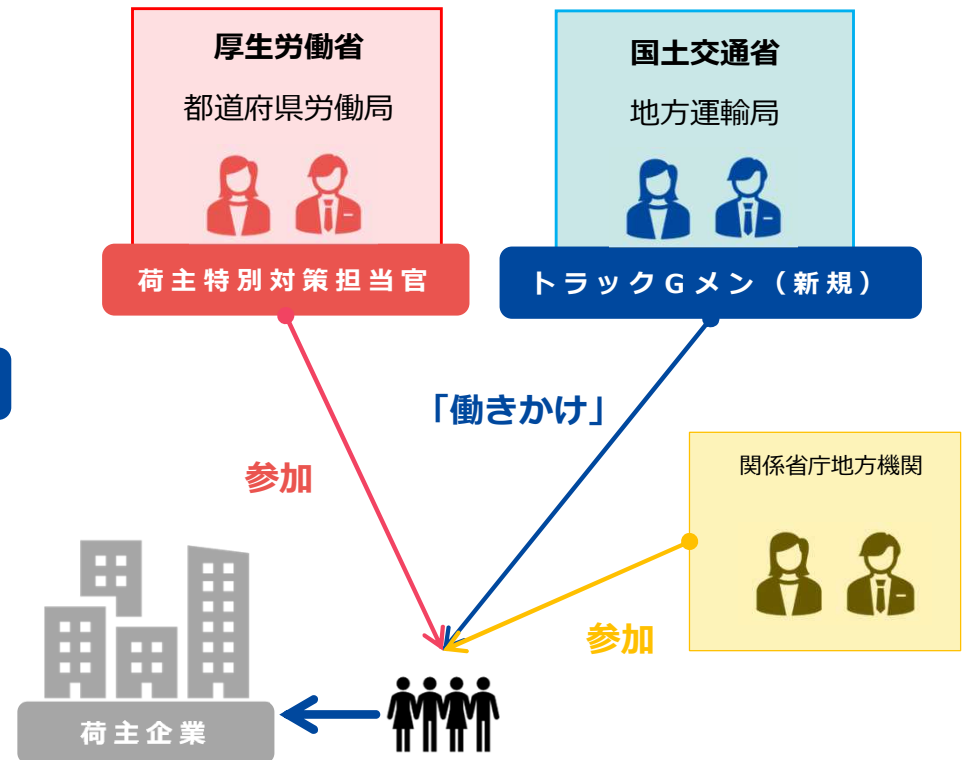 厚生労働省
都道府県労働局
荷主特別対策担当官
国土交通省
地方運輸局
トラックGメン（新規）
「働きかけ」
参加
関係省庁地方機関
参加
荷主企業